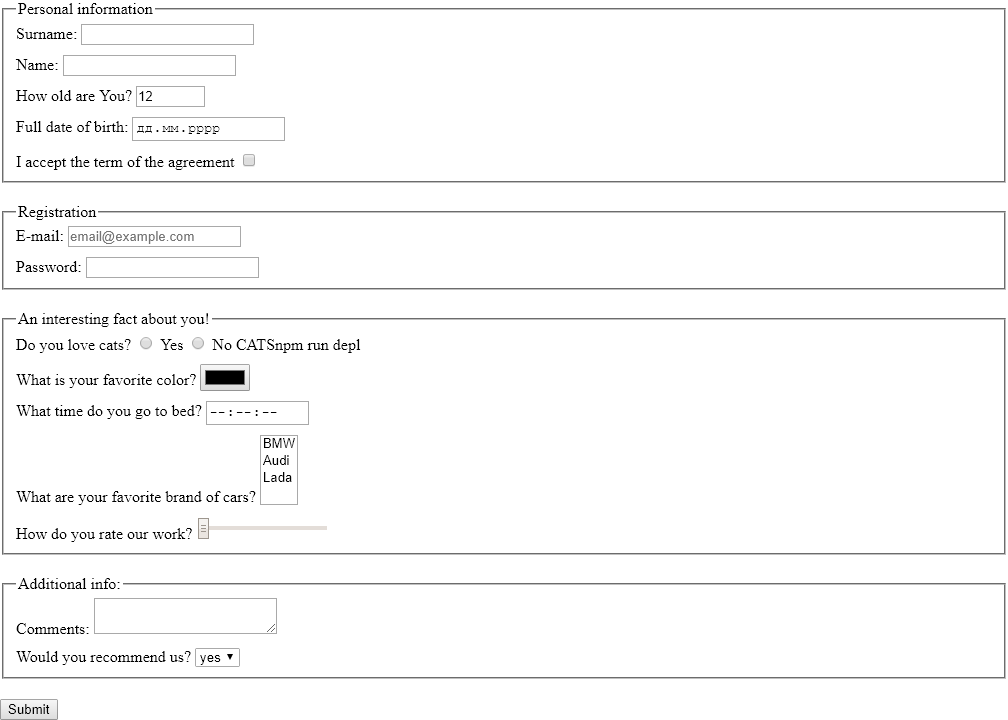 Personal information
Surname:
Name:
How old are You? 12
Full date of birth: дд.мм.рррр
I accept the term of the agreement
Registration
E-mail: email@example.com
Password:
An interesting fact about you!
Do you love cats? Yes No CATSnpm run depl
What is your favorite color?
What time do you go to bed? --:--:--
BMW
Audi
Lada
What are your favorite brand of cars?
How do you rate our work?
Additional info:
Comments:
Would you recommend us? yes
Submit